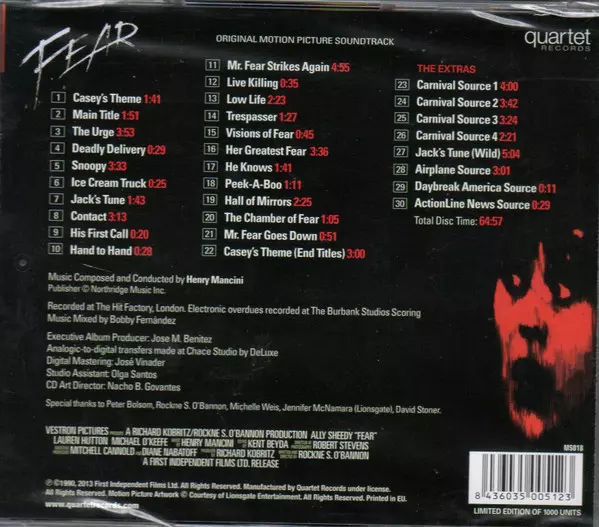 FEAR
ORIGINAL MOTION PICTURE SOUNDTRACK
quartet
RECORDS
1 Casey's Theme 1:41
2 Main Title 1:51
3 The Urge 3:53
4 Deadly Delivery 0:29
5 Snoopy 3:33
6 Ice Cream Truck 0:25
7 Jack's Tune 1:43
8 Contact 3:13
9 His First Call 0:20
10 Hand to Hand 0:28
11 Mr. Fear Strikes Again 4:55
12 Live Killing 0:35
13 Low Life 2:23
14 Trespasser 1:27
15 Visions of Fear 0:45
16 Her Greatest Fear 3:36
17 He Knows 1:41
18 Peek-A-Boo 1:11
19 Hall of Mirrors 2:25
20 The Chamber of Fear 1:05
21 Mr. Fear Goes Down 0:51
22 Casey's Theme (End Titles) 3:00
THE EXTRAS
23 Carnival Source 1 4:00
24 Carnival Source 2 3:42
25 Carnival Source 3 3:24
26 Carnival Source 4 2:21
27 Jack's Tune (Wild) 5:04
28 Airplane Source 3:01
29 Daybreak America Source 0:11
30 ActionLine News Source 0:29
Total Disc Time: 64:57
Music Composed and Conducted by Henry Mancini
Publisher © Northridge Music Inc.
Recorded at The Hit Factory, London. Electronic overdues recorded at The Burbank Studios Scoring
Music Mixed by Bobby Fernández
Executive Album Producer: Jose M. Benitez
Analogic-to-digital transfers made at Chace Studio by DeLuxe
Digital Mastering: José Vinader
Studio Assistant: Olga Santos
CD Art Director: Nacho B. Govantes
Special thanks to Peter Bolsom, Rockne S. O'Bannon, Michelle Weis, Jennifer McNamara (Lionsgate), David Stoner.
VESTRON PICTURES A RICHARD KOBRITZ/ROCKNE S. O'BANNON PRODUCTION ALLY SHEEDY "FEAR"
LAUREN HUTTON MICHAEL O'KEEFE HENRY MANCINI KENT BEYDA ROBERT STEVENS
MITCHELL CANNOLD DIANE NABATOFF RICHARD KOBRITZ ROCKNE S. O'BANNON
A FIRST INDEPENDENT FILMS LTD. RELEASE
℗©1990, 2013 First Independent Films Ltd. All Rights Reserved. Manufactured by Quartet Records under license.
All Rights Reserved. Motion Picture Artwork © Courtesy of Lionsgate Entertainment. All Rights Reserved. Printed in EU.
www.quartetrecords.com
MS818
8 436035 005123
LIMITED EDITION OF 1000 UNITS